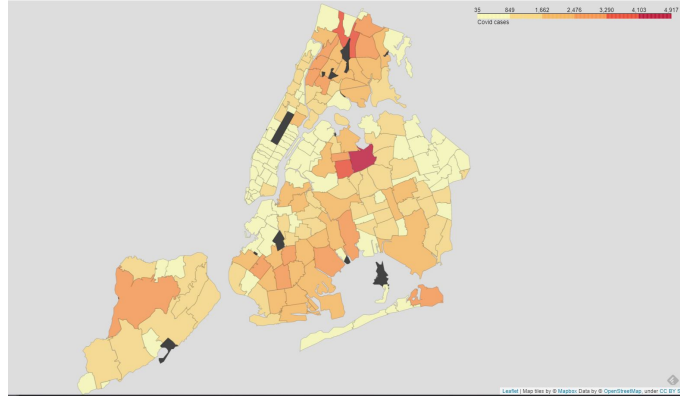 35 849 1.662 2,476 3.290 4,103 4.917
Covid cases
Leaflet | Map tiles by © Mapbox Data by © OpenStreetMap, under CC BY S